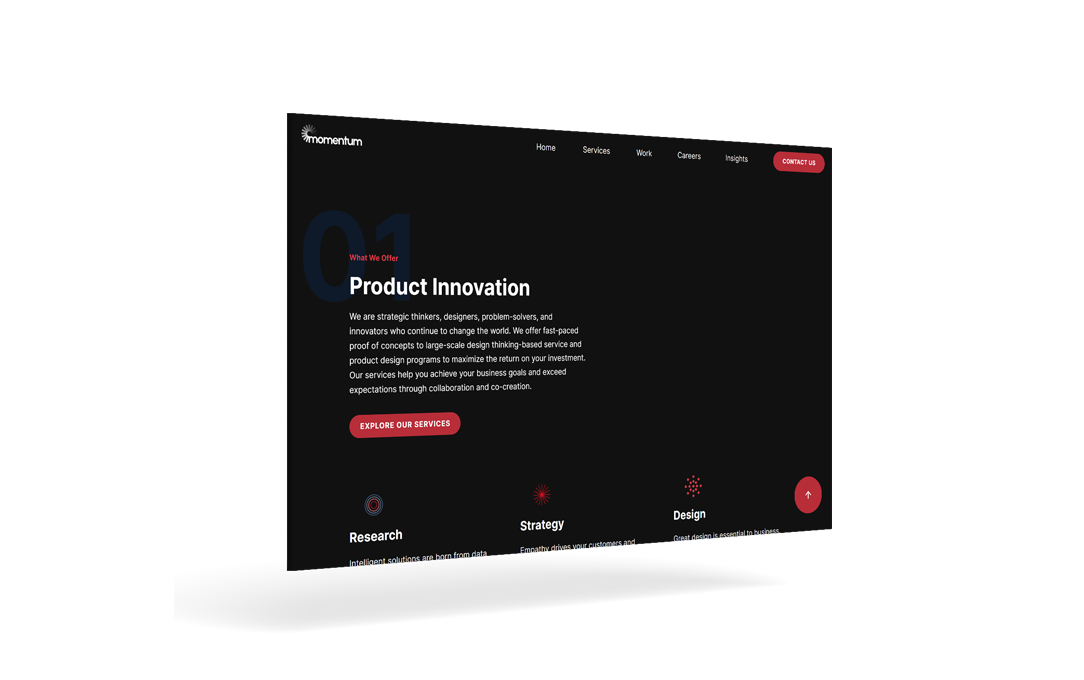 momentum
Home Services Work Careers Insights CONTACT US
01
What We Offer
Product Innovation
We are strategic thinkers, designers, problem-solvers, and
innovators who continue to change the world. We offer fast-paced
proof of concepts to large-scale design thinking-based service and
product design programs to maximize the return on your investment.
Our services help you achieve your business goals and exceed
expectations through collaboration and co-creation.
EXPLORE OUR SERVICES
Research
Intelligent solutions are born from data
Strategy
Empathy drives your customers and
Design
Great design is essential to business